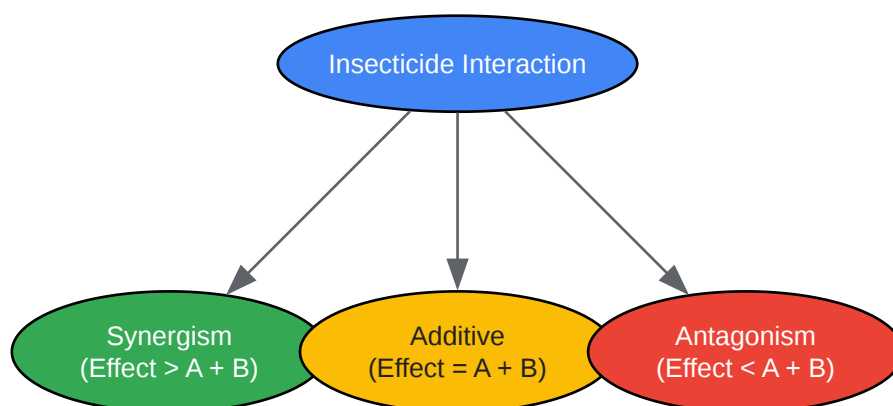 Insecticide Interaction
Synergism
(Effect > A + B)
Additive
(Effect = A + B)
Antagonism
(Effect < A + B)